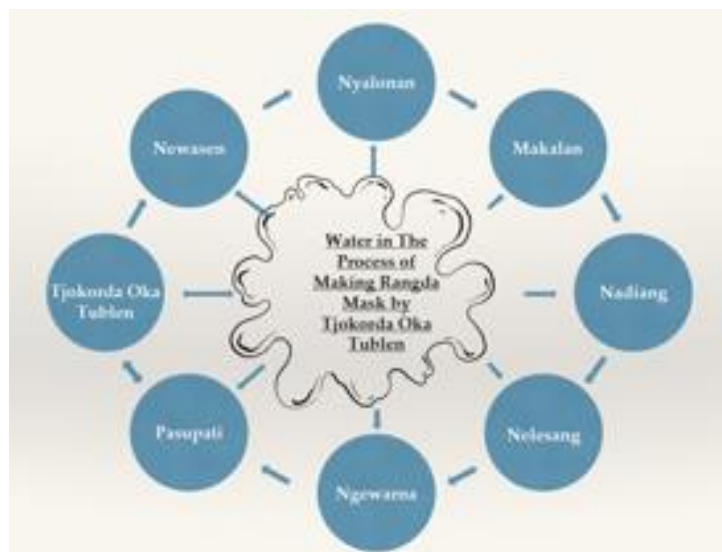 Nyalonan
Makalan
Nadiang
Nelesang
Ngewarna
Pasupati
Tjokorda Oka
Tublen
Newasen
Water in The
Process of
Making Rangda
Mask by
Tjokorda Oka
Tublen